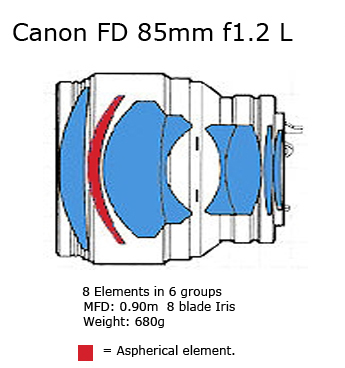 Canon FD 85mm f1.2 L
8 Elements in 6 groups
MFD: 0.90m 8 blade Iris
Weight: 680g
= Aspherical element.